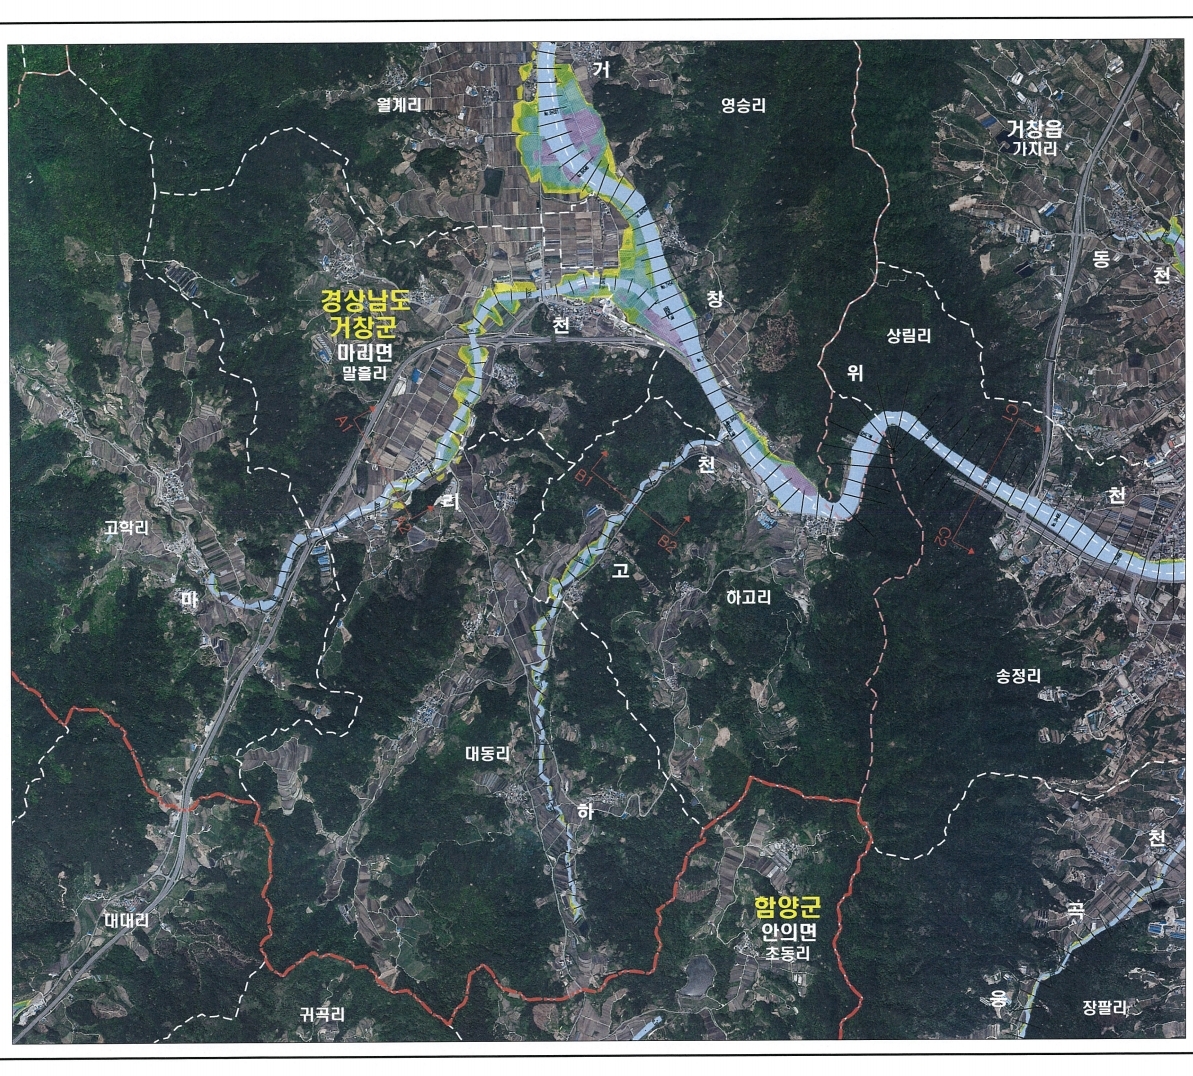 거
월계리
영승리
거창읍
가지리
동
천
창
경상남도
거창군
마리면
말흘리
천
상림리
위
A1
C1
리
천
B1
천
고학리
B2
C2
고
마
하고리
송정리
대동리
하
천
함양군
안의면
초동리
대대리
곡
웅
귀곡리
장팔리